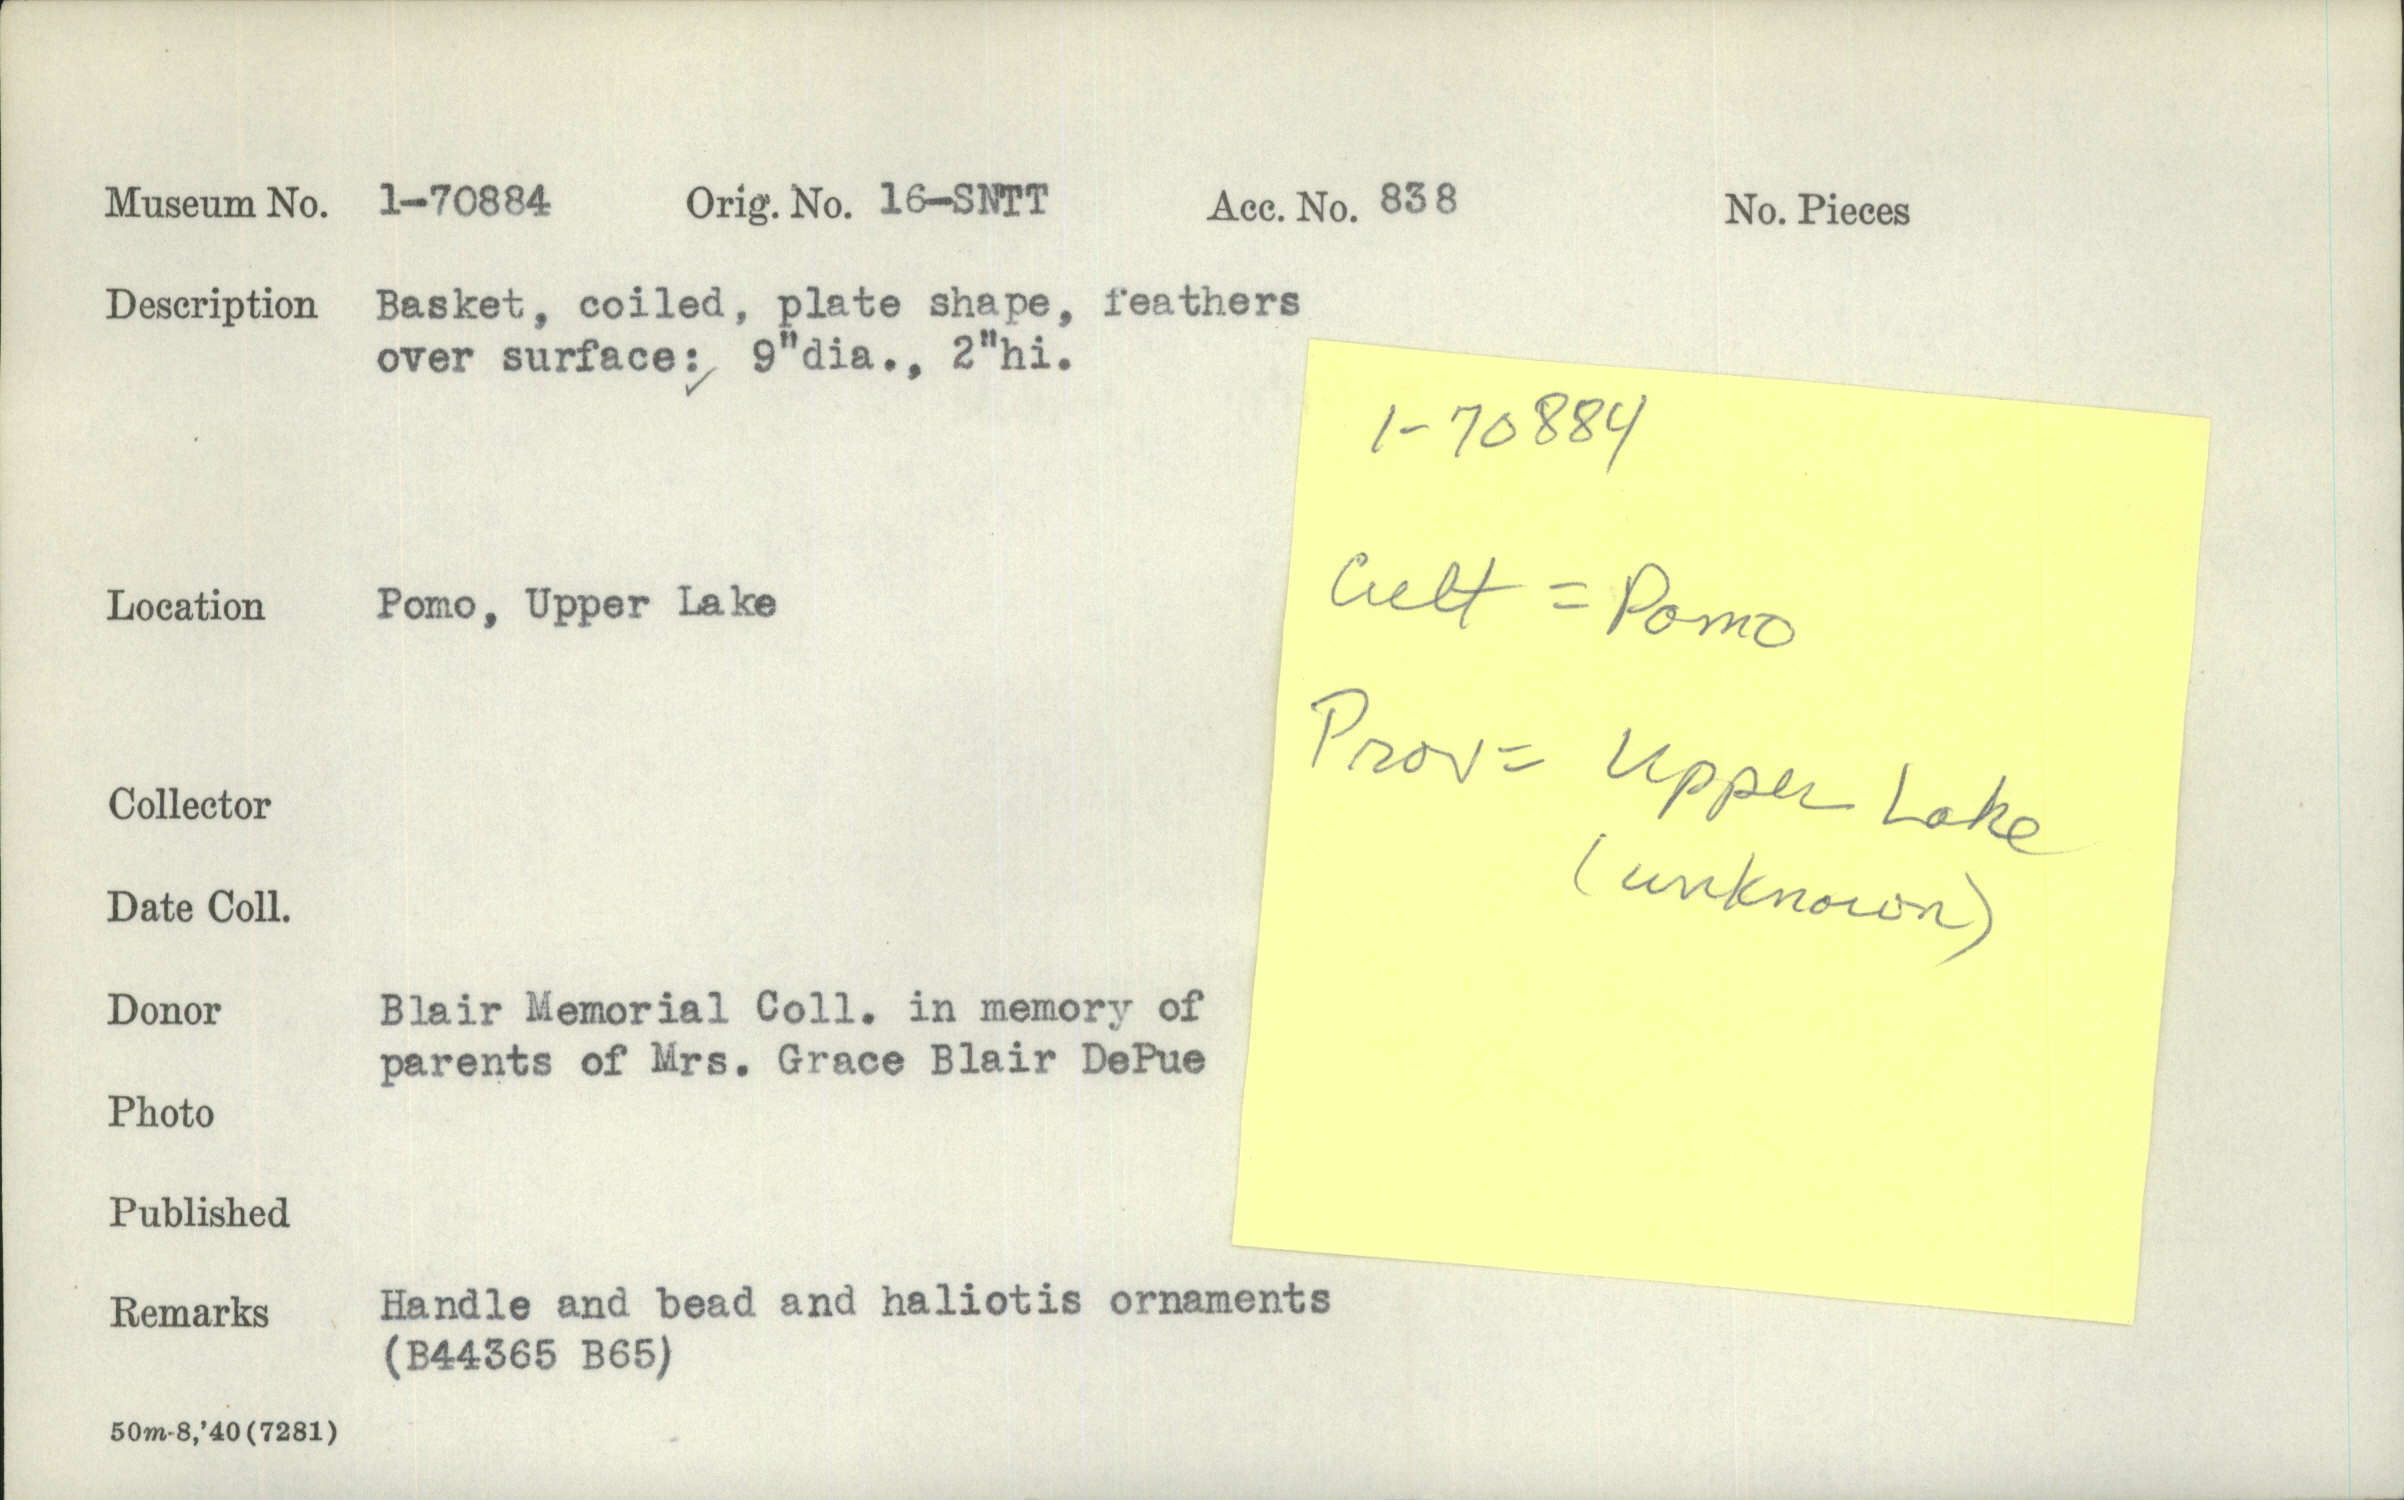 Museum No. 1-70884 Orig. No. 16-SNTT Acc. No. 838 No. Pieces
Description Basket, coiled, plate shape, feathers
over surface: 9"dia., 2"hi.
Location Pomo, Upper Lake
Collector
Date Coll.
Donor Blair Memorial Coll. in memory of
parents of Mrs. Grace Blair DePue
Photo
Published
Remarks Handle and bead and haliotis ornaments
(B44365 B65)
50m-8,'40(7281)
1-70884
Cult = Pomo
Prov = Upper Lake
(unknown)